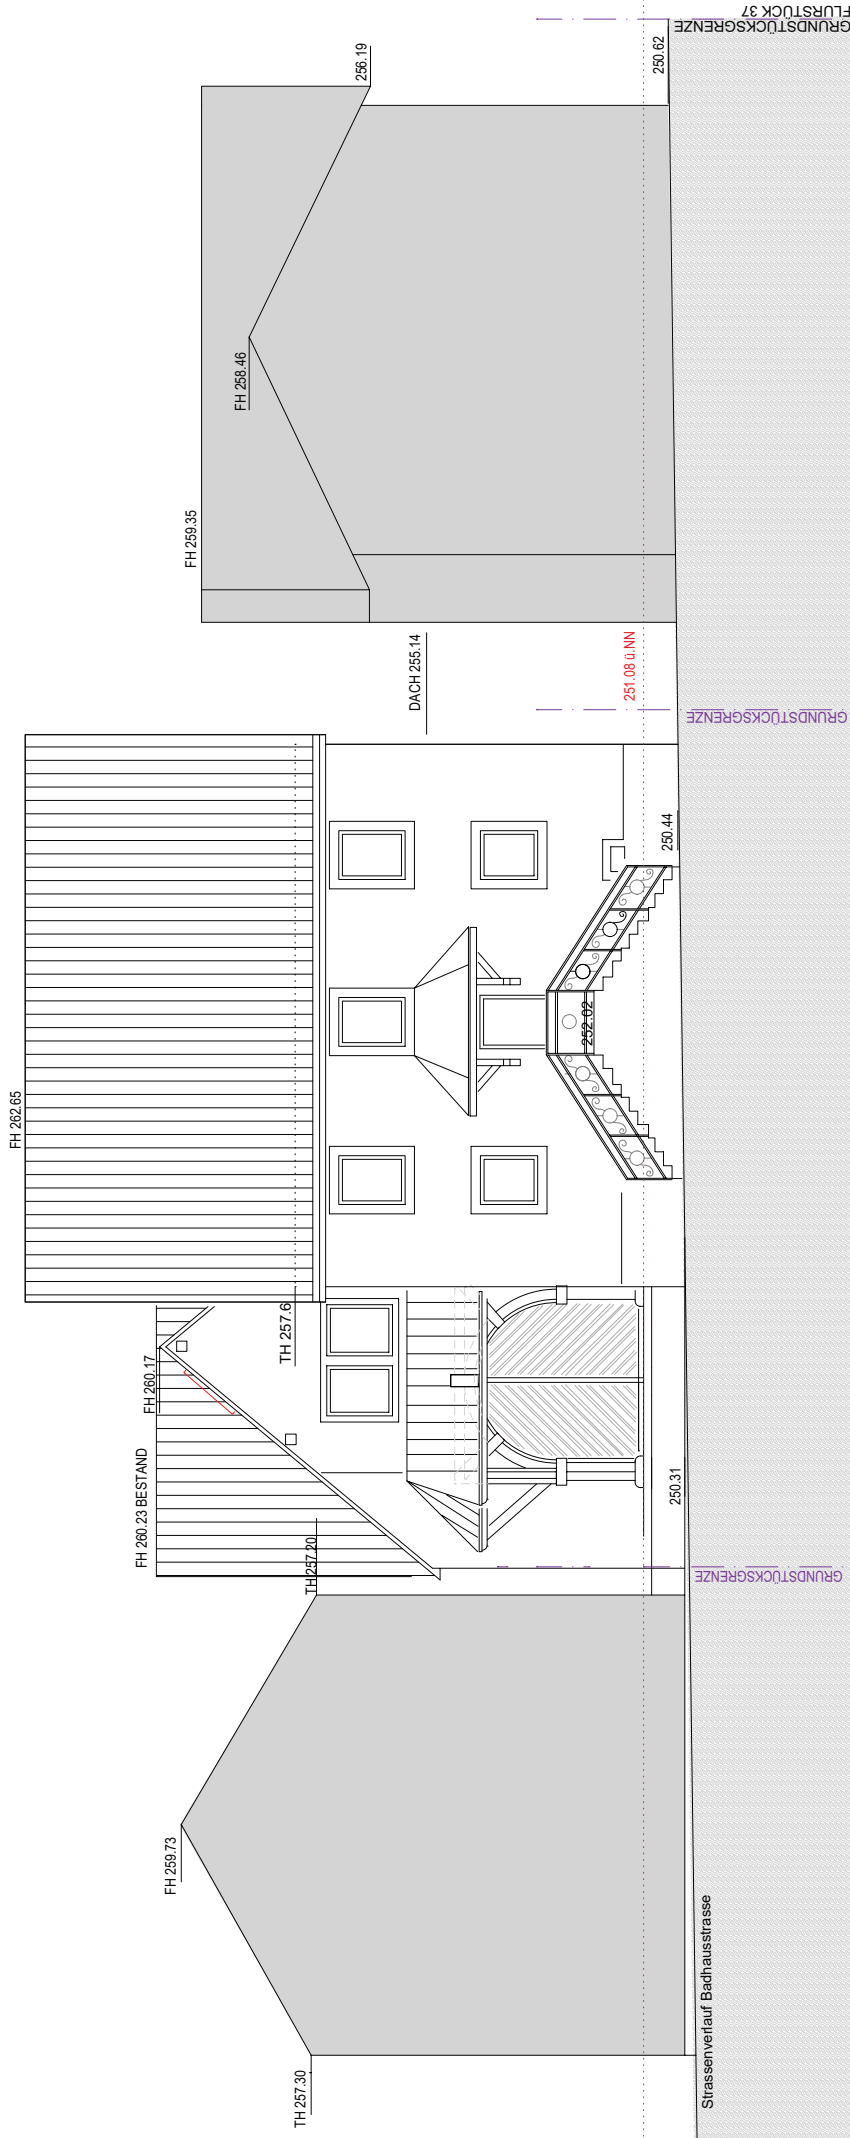 FH 262.65
FH 260.23 BESTAND
FH 260.17
FH 259.73
FH 259.35
FH 258.46
256.19
TH 257.30
TH 257.20
TH 257.6
DACH 255.14
252.02
251.08 ü.NN
250.62
250.44
250.31
Strassenverlauf Badhausstrasse
GRUNDSTÜCKSGRENZE
GRUNDSTÜCKSGRENZE
GRUNDSTÜCKSGRENZE
FLURSTÜCK 37